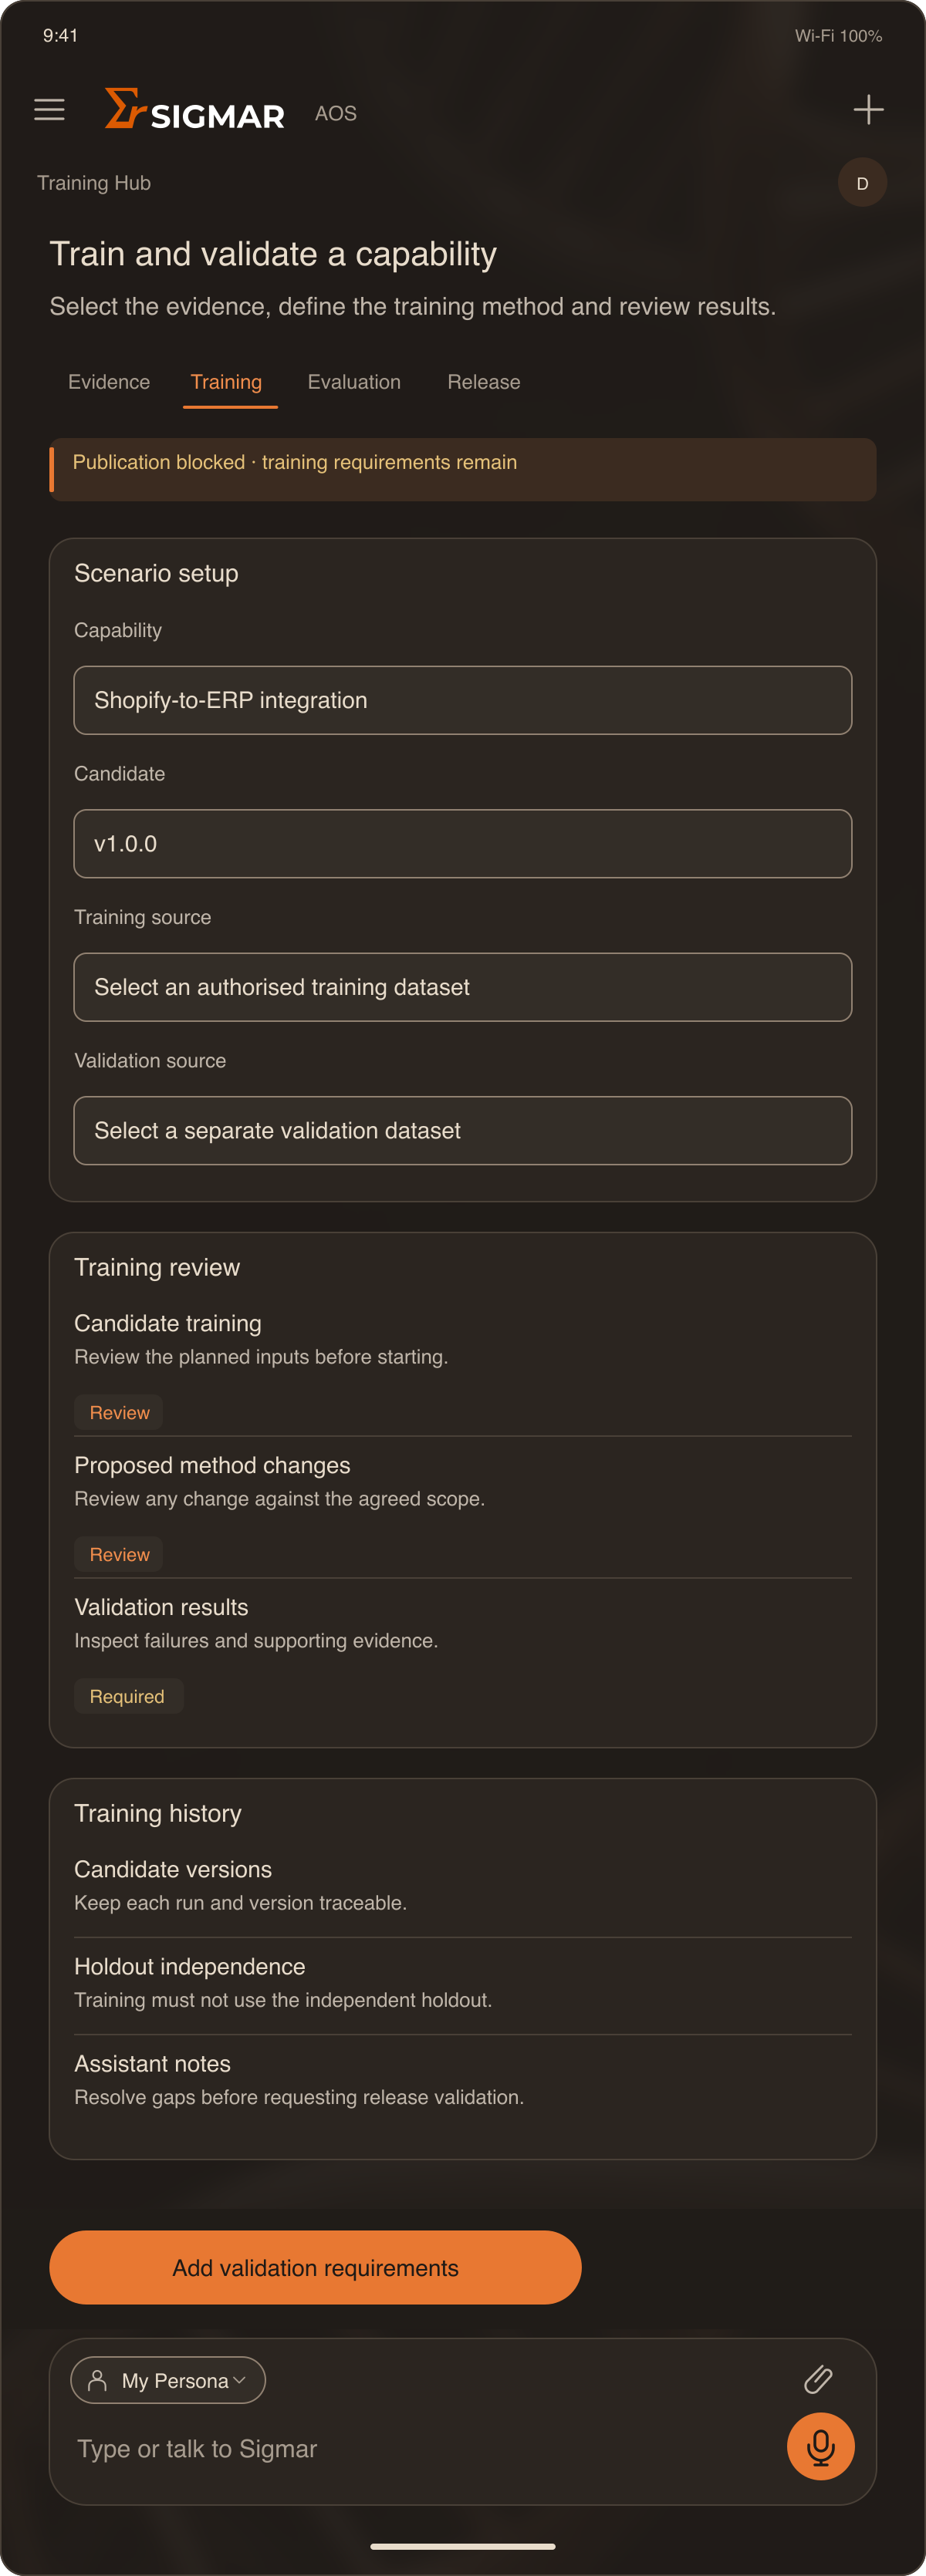 9:41
Wi-Fi 100%
Σr SIGMAR AOS
Training Hub
D
Train and validate a capability
Select the evidence, define the training method and review results.
Evidence Training Evaluation Release
Publication blocked · training requirements remain
Scenario setup
Capability
Shopify-to-ERP integration
Candidate
v1.0.0
Training source
Select an authorised training dataset
Validation source
Select a separate validation dataset
Training review
Candidate training
Review the planned inputs before starting.
Review
Proposed method changes
Review any change against the agreed scope.
Review
Validation results
Inspect failures and supporting evidence.
Required
Training history
Candidate versions
Keep each run and version traceable.
Holdout independence
Training must not use the independent holdout.
Assistant notes
Resolve gaps before requesting release validation.
Add validation requirements
My Persona
Type or talk to Sigmar